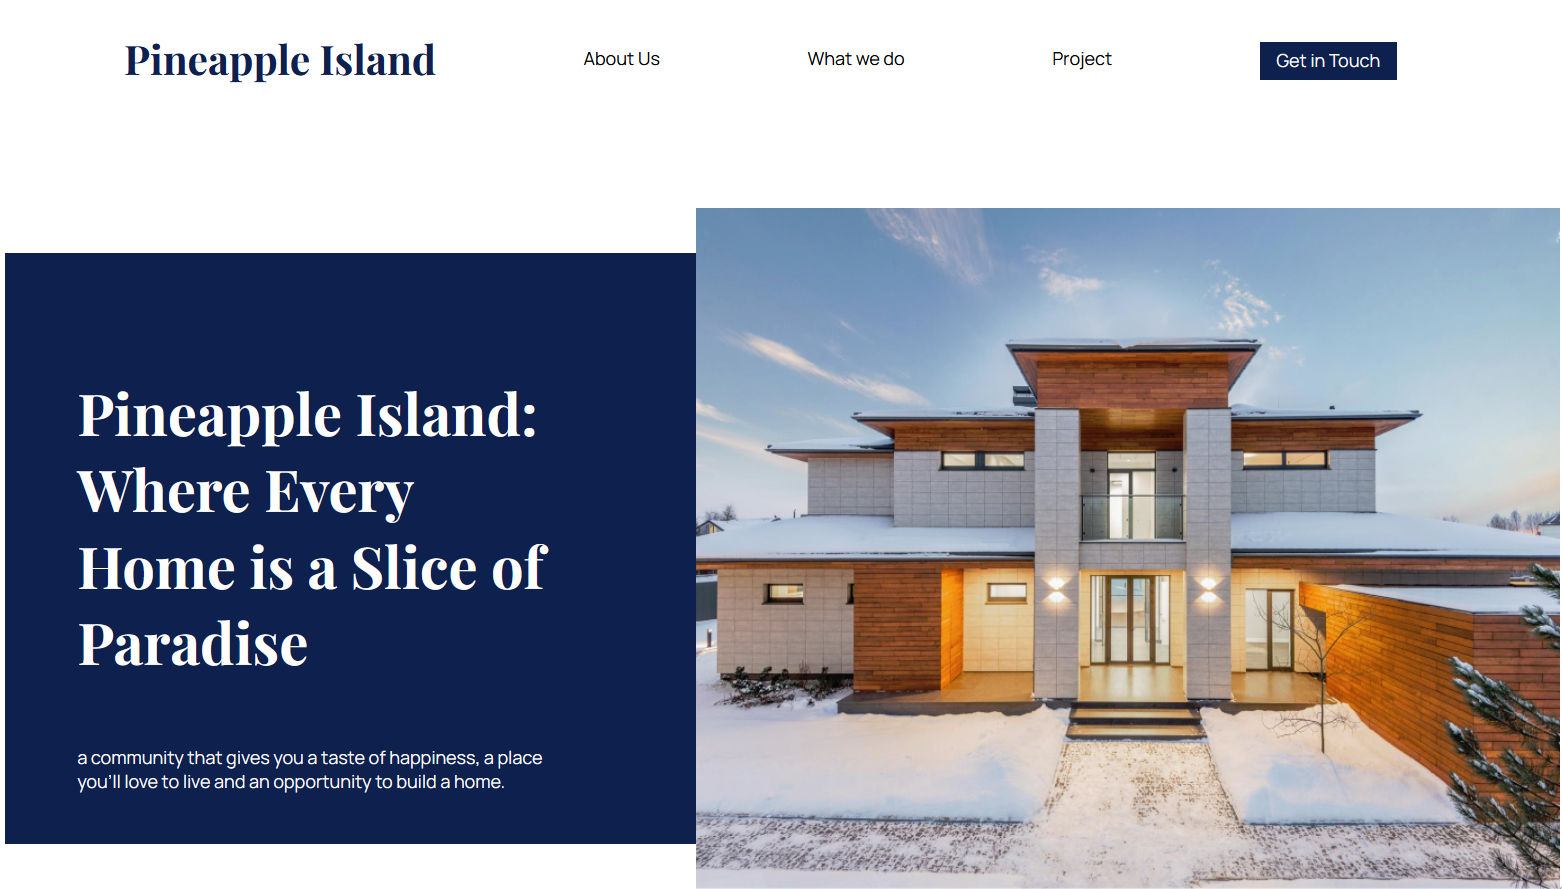 Pineapple Island
About Us
What we do
Project
Get in Touch
Pineapple Island:
Where Every
Home is a Slice of
Paradise
a community that gives you a taste of happiness, a place
you'll love to live and an opportunity to build a home.